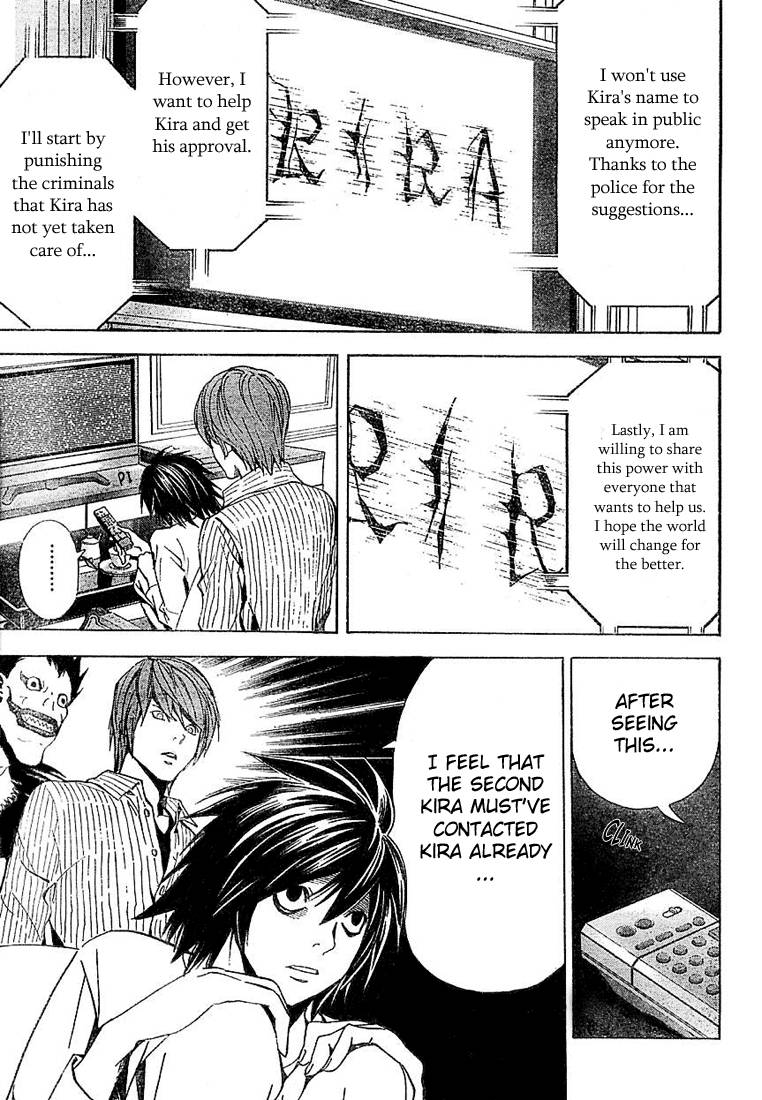 I won't use
Kira's name to
speak in public
anymore.
Thanks to the
police for the
suggestions...
However, I
want to help
Kira and get
his approval.
I'll start by
punishing
the criminals
that Kira has
not yet taken
care of...
KIRA
Lastly, I am
willing to share
this power with
everyone that
wants to help us.
I hope the world
will change for
the better.
KIR
.........
AFTER
SEEING
THIS...
CLINK
I FEEL THAT
THE SECOND
KIRA MUST'VE
CONTACTED
KIRA ALREADY
...